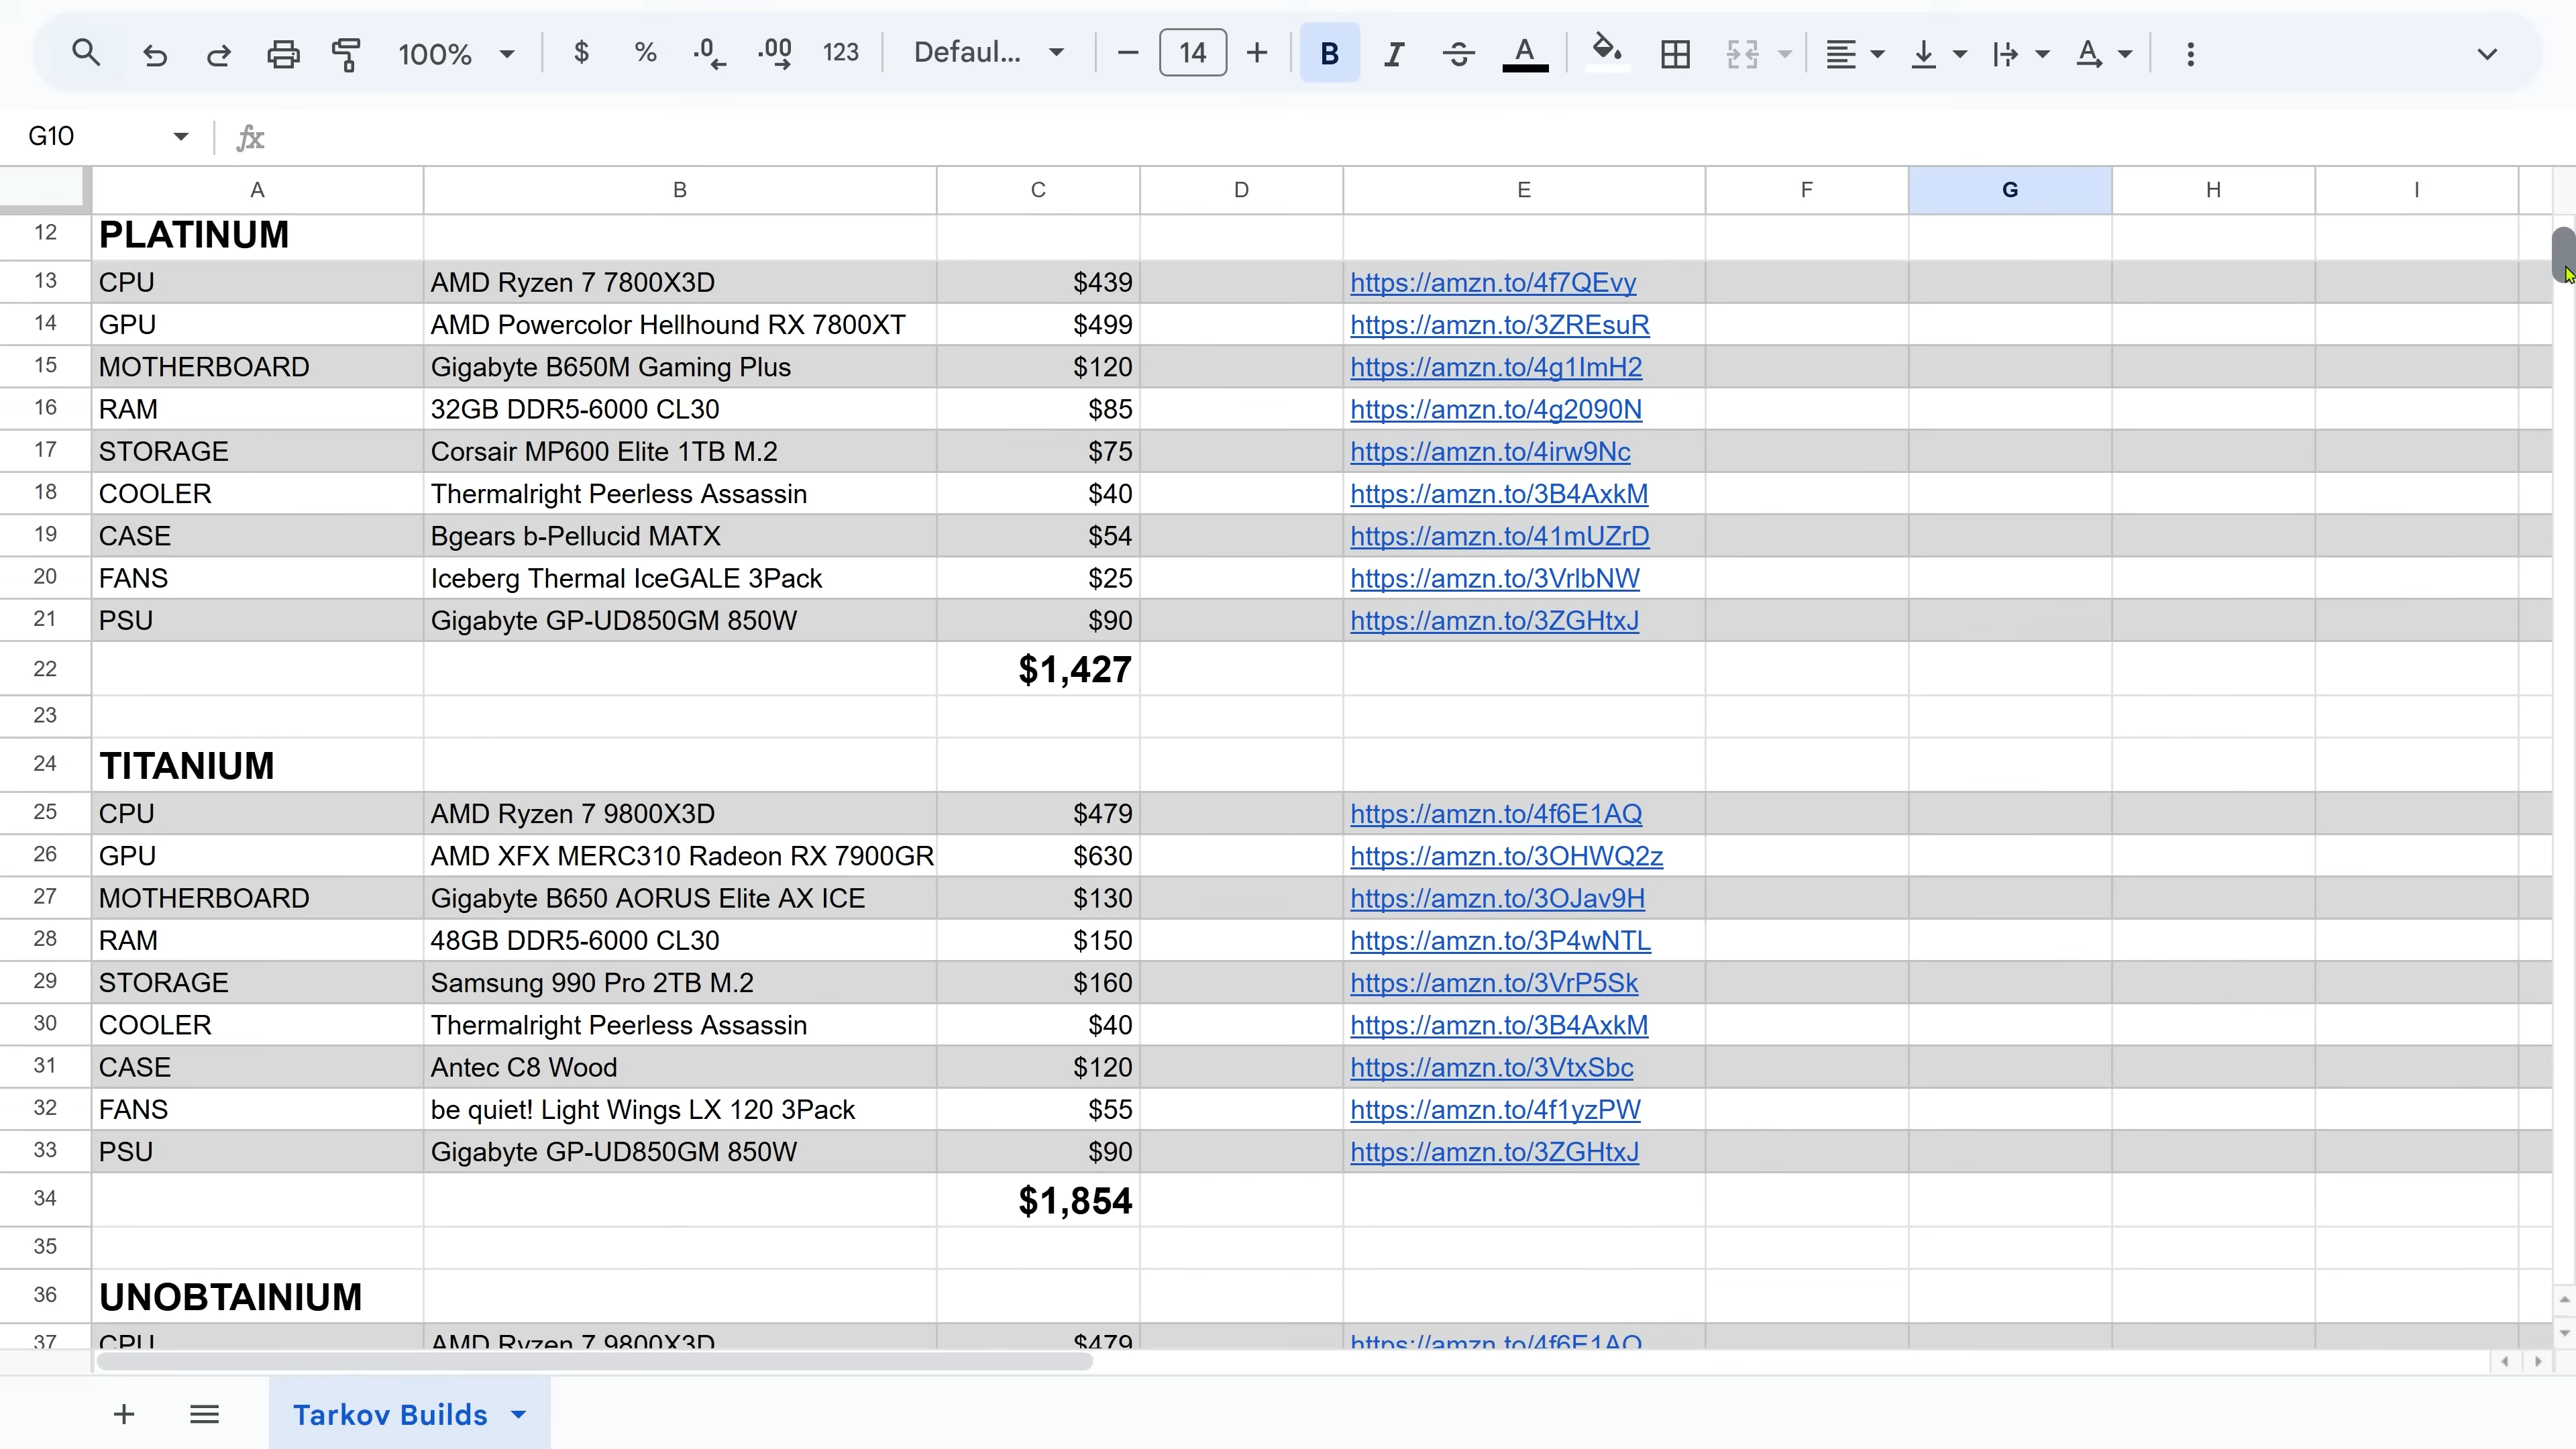 100% $ % .0 .00 123 Defaul... 14 B I A A
G10 fx
A B C D E F G H I
12 PLATINUM
13 CPU AMD Ryzen 7 7800X3D $439 https://amzn.to/4f7QEvy
14 GPU AMD Powercolor Hellhound RX 7800XT $499 https://amzn.to/3ZREsuR
15 MOTHERBOARD Gigabyte B650M Gaming Plus $120 https://amzn.to/4g1ImH2
16 RAM 32GB DDR5-6000 CL30 $85 https://amzn.to/4g2090N
17 STORAGE Corsair MP600 Elite 1TB M.2 $75 https://amzn.to/4irw9Nc
18 COOLER Thermalright Peerless Assassin $40 https://amzn.to/3B4AxkM
19 CASE Bgears b-Pellucid MATX $54 https://amzn.to/41mUZrD
20 FANS Iceberg Thermal IceGALE 3Pack $25 https://amzn.to/3VrlbNW
21 PSU Gigabyte GP-UD850GM 850W $90 https://amzn.to/3ZGHtxJ
22 $1,427
23
24 TITANIUM
25 CPU AMD Ryzen 7 9800X3D $479 https://amzn.to/4f6E1AQ
26 GPU AMD XFX MERC310 Radeon RX 7900GR $630 https://amzn.to/3OHWQ2z
27 MOTHERBOARD Gigabyte B650 AORUS Elite AX ICE $130 https://amzn.to/3OJav9H
28 RAM 48GB DDR5-6000 CL30 $150 https://amzn.to/3P4wNTL
29 STORAGE Samsung 990 Pro 2TB M.2 $160 https://amzn.to/3VrP5Sk
30 COOLER Thermalright Peerless Assassin $40 https://amzn.to/3B4AxkM
31 CASE Antec C8 Wood $120 https://amzn.to/3VtxSbc
32 FANS be quiet! Light Wings LX 120 3Pack $55 https://amzn.to/4f1yzPW
33 PSU Gigabyte GP-UD850GM 850W $90 https://amzn.to/3ZGHtxJ
34 $1,854
35
36 UNOBTAINIUM
37 CPU AMD Ryzen 7 9800X3D $479 https://amzn.to/4f6E1AQ
Tarkov Builds